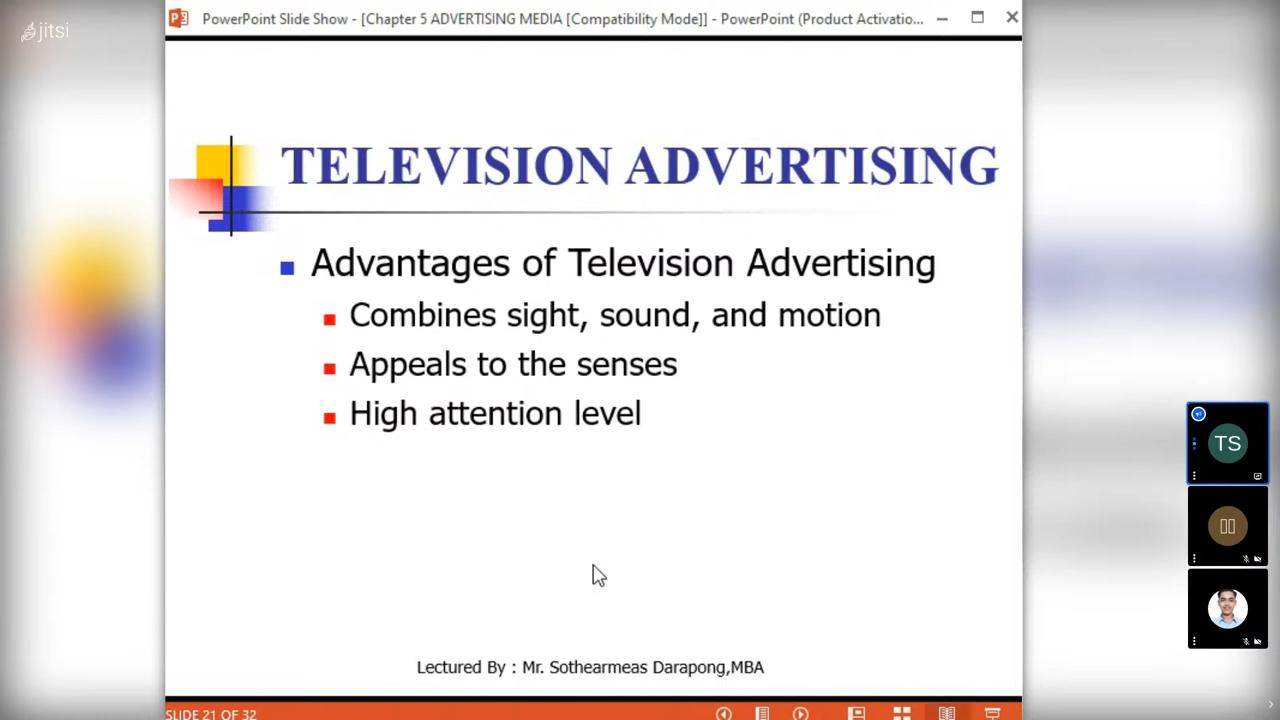 jitsi
PowerPoint Slide Show - [Chapter 5 ADVERTISING MEDIA [Compatibility Mode]] - PowerPoint (Product Activatio...
TELEVISION ADVERTISING
Advantages of Television Advertising
Combines sight, sound, and motion
Appeals to the senses
High attention level
TS
Lectured By : Mr. Sothearmeas Darapong,MBA
SLIDE 21 OF 32